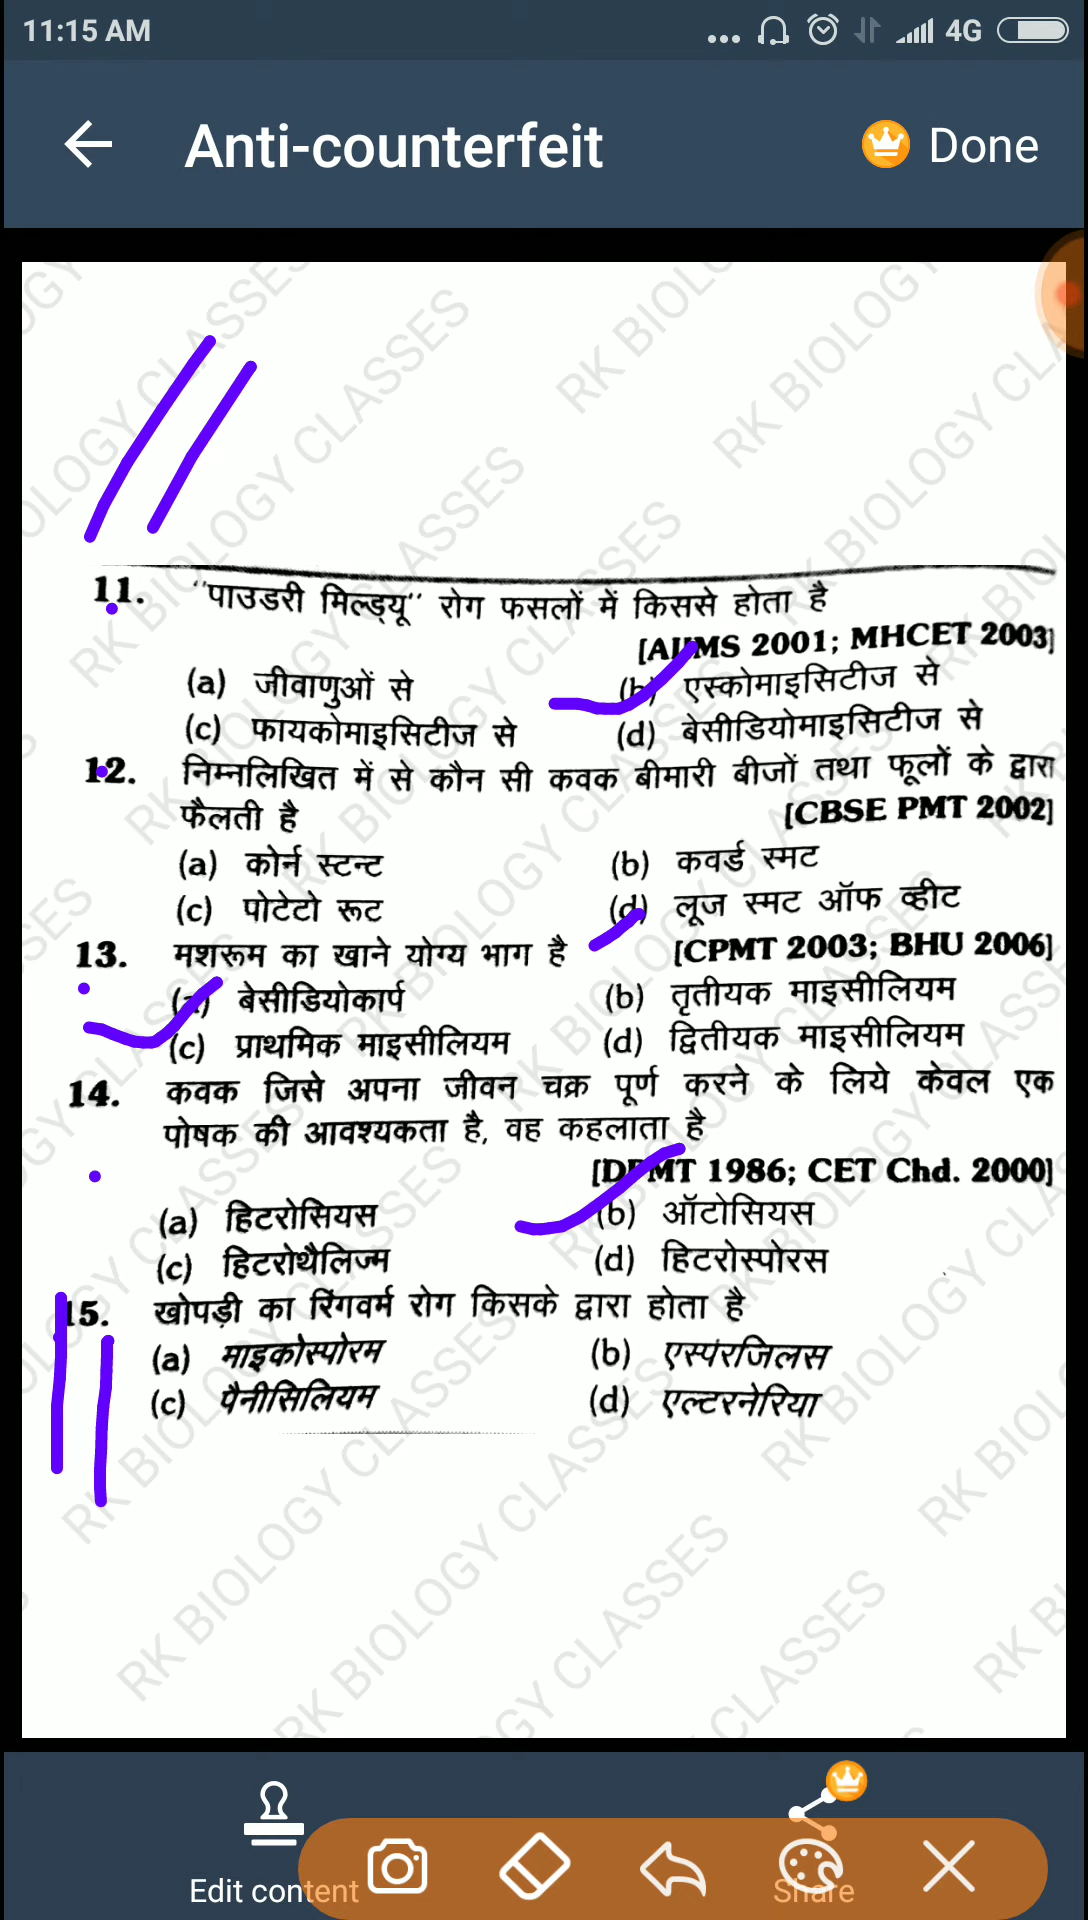 11:15 AM
4G
Anti-counterfeit
Done
11. ''पाउडरी मिल्ड्यू'' रोग फसलों में किससे होता है
[AIIMS 2001; MHCET 2003]
(a) जीवाणुओं से (b) एस्कोमाइसिटीज से
(c) फायकोमाइसिटीज से (d) बेसीडियोमाइसिटीज से
12. निम्नलिखित में से कौन सी कवक बीमारी बीजों तथा फूलों के द्वारा
फैलती है [CBSE PMT 2002]
(a) कोर्न स्टन्ट (b) कवर्ड स्मट
(c) पोटेटो रूट (d) लूज स्मट ऑफ व्हीट
13. मशरूम का खाने योग्य भाग है [CPMT 2003; BHU 2006]
(a) बेसीडियोकार्प (b) तृतीयक माइसीलियम
(c) प्राथमिक माइसीलियम (d) द्वितीयक माइसीलियम
14. कवक जिसे अपना जीवन चक्र पूर्ण करने के लिये केवल एक
पोषक की आवश्यकता है, वह कहलाता है
[DPMT 1986; CET Chd. 2000]
(a) हिटरोसियस (b) ऑटोसियस
(c) हिटरोथैलिज्म (d) हिटरोस्पोरस
15. खोपड़ी का रिंगवर्म रोग किसके द्वारा होता है
(a) माइकोस्पोरम (b) एस्पंरजिलस
(c) पैनीसिलियम (d) एल्टरनेरिया
RK BIOLOGY CLASSES
Edit content
Share